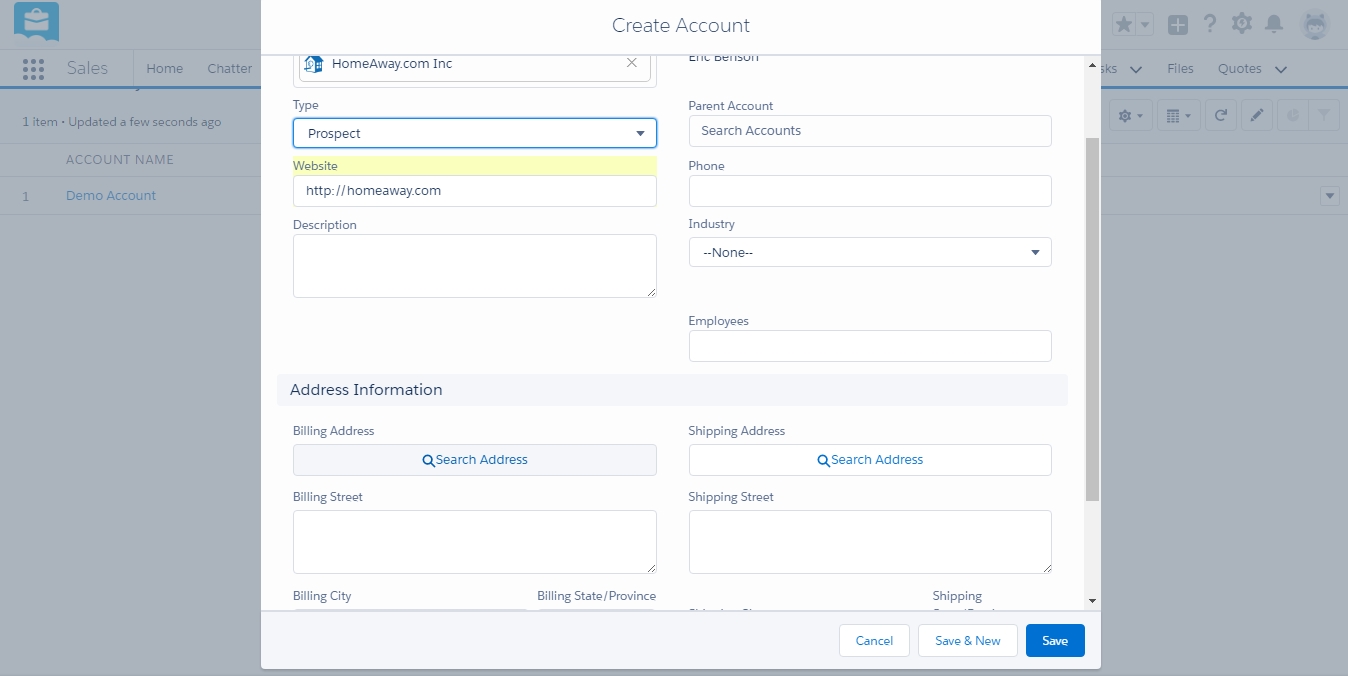 Create Account
Sales
Home
Chatter
Files
Quotes
HomeAway.com Inc
Eric Benson
1 item • Updated a few seconds ago
Type
Parent Account
Prospect
Search Accounts
ACCOUNT NAME
Website
Phone
1
Demo Account
http://homeaway.com
Description
Industry
--None--
Employees
Address Information
Billing Address
Shipping Address
Search Address
Search Address
Billing Street
Shipping Street
Billing City
Billing State/Province
Shipping
Cancel
Save & New
Save